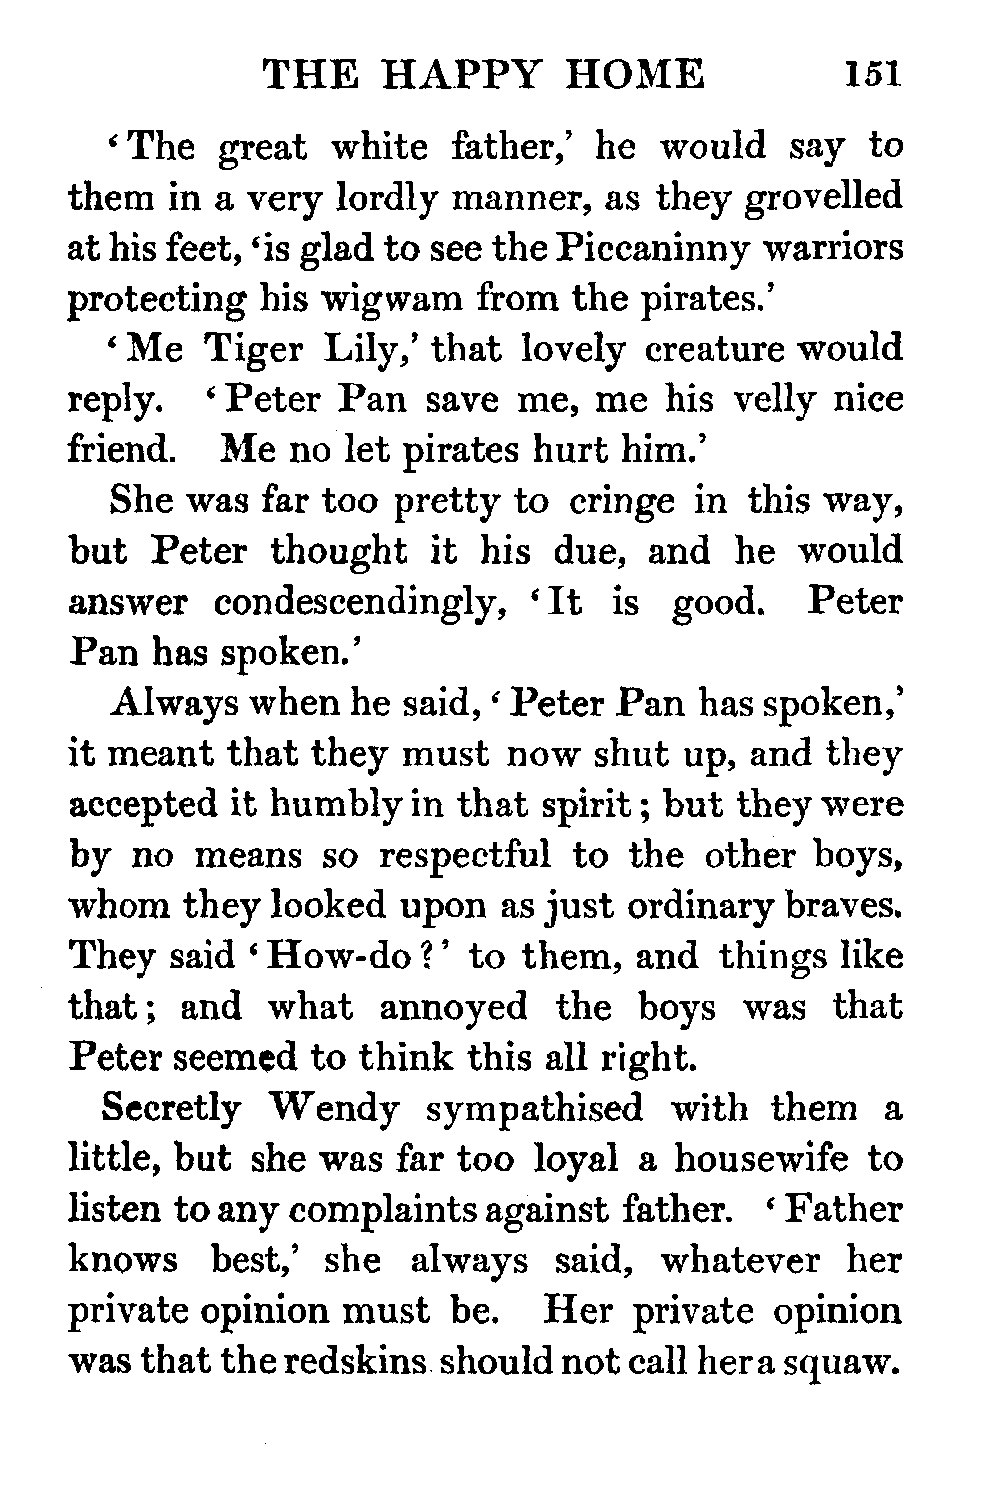 THE HAPPY HOME 151
‘The great white father,’ he would say to
them in a very lordly manner, as they grovelled
at his feet, ‘is glad to see the Piccaninny warriors
protecting his wigwam from the pirates.’
‘Me Tiger Lily,’ that lovely creature would
reply. ‘Peter Pan save me, me his velly nice
friend. Me no let pirates hurt him.’
She was far too pretty to cringe in this way,
but Peter thought it his due, and he would
answer condescendingly, ‘It is good. Peter
Pan has spoken.’
Always when he said, ‘Peter Pan has spoken,’
it meant that they must now shut up, and they
accepted it humbly in that spirit; but they were
by no means so respectful to the other boys,
whom they looked upon as just ordinary braves.
They said ‘How-do?’ to them, and things like
that; and what annoyed the boys was that
Peter seemed to think this all right.
Secretly Wendy sympathised with them a
little, but she was far too loyal a housewife to
listen to any complaints against father. ‘Father
knows best,’ she always said, whatever her
private opinion must be. Her private opinion
was that the redskins should not call her a squaw.